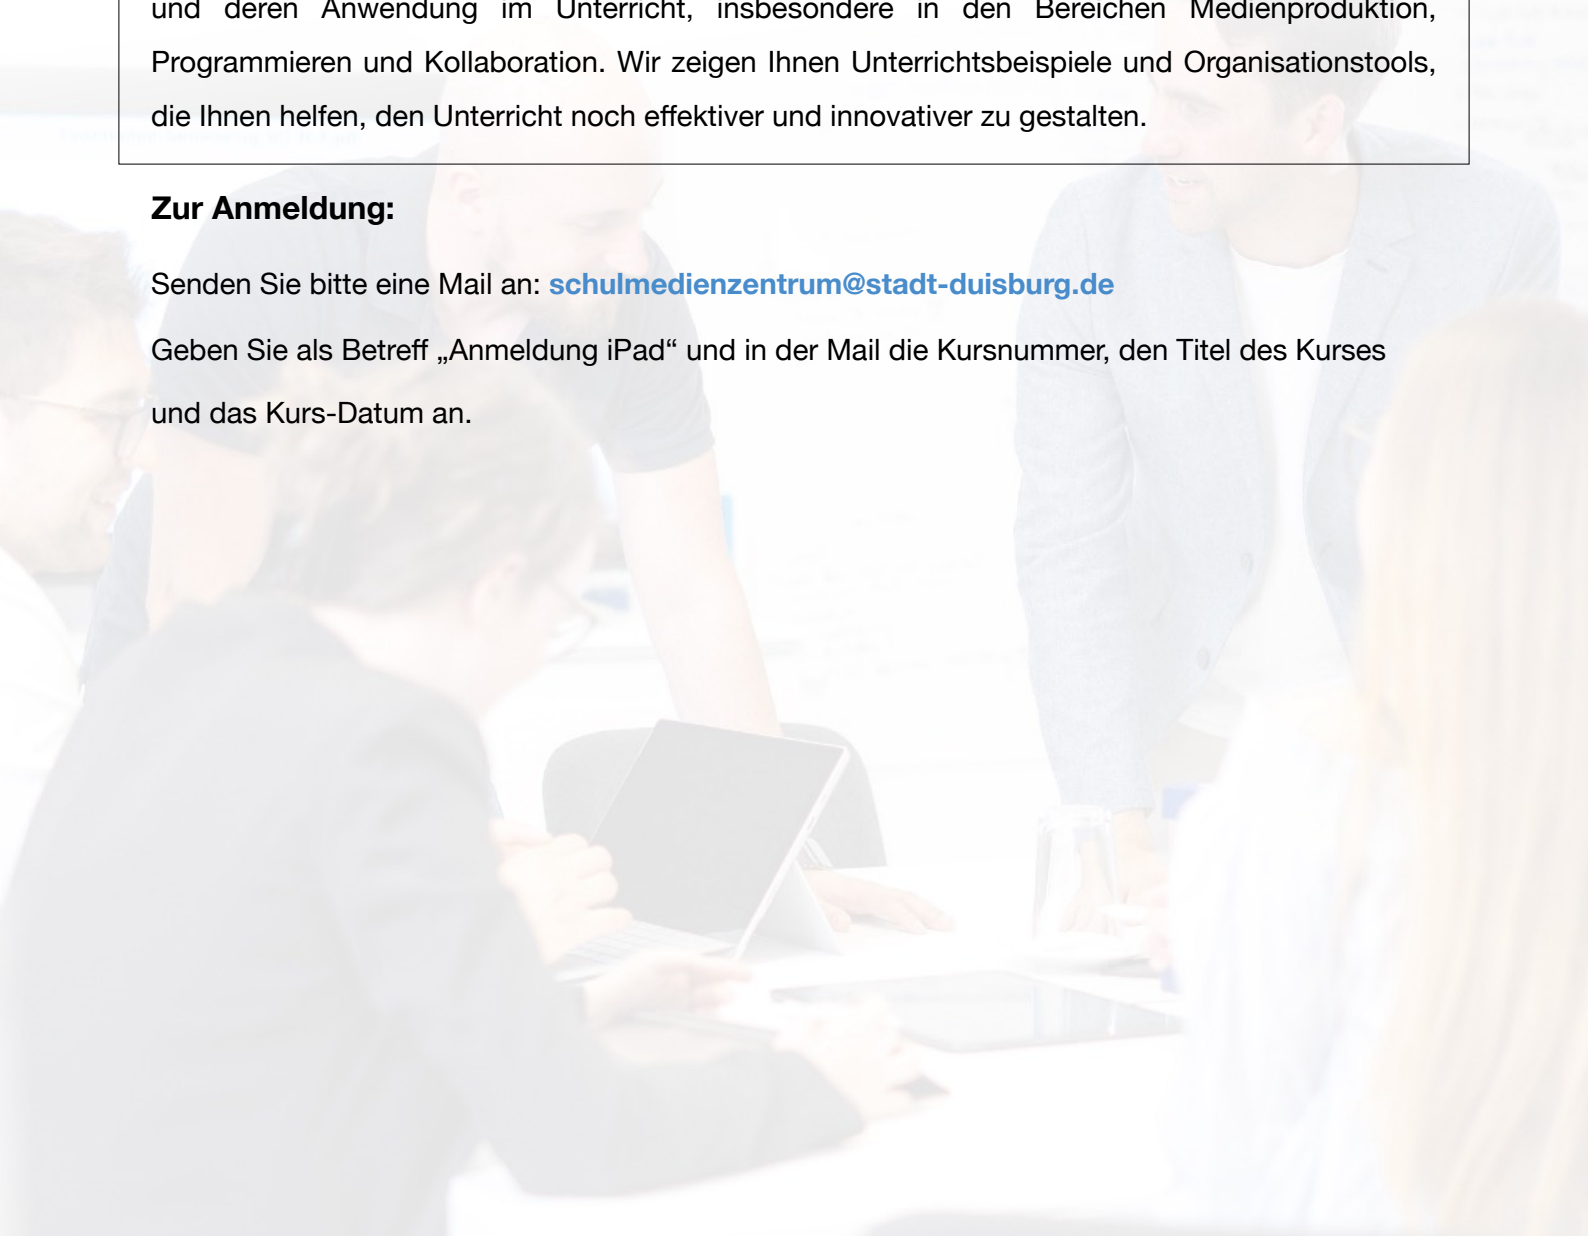 und deren Anwendung im Unterricht, insbesondere in den Bereichen Medienproduktion,
Programmieren und Kollaboration. Wir zeigen Ihnen Unterrichtsbeispiele und Organisationstools,
die Ihnen helfen, den Unterricht noch effektiver und innovativer zu gestalten.
Zur Anmeldung:
Senden Sie bitte eine Mail an: schulmedienzentrum@stadt-duisburg.de
Geben Sie als Betreff „Anmeldung iPad“ und in der Mail die Kursnummer, den Titel des Kurses
und das Kurs-Datum an.